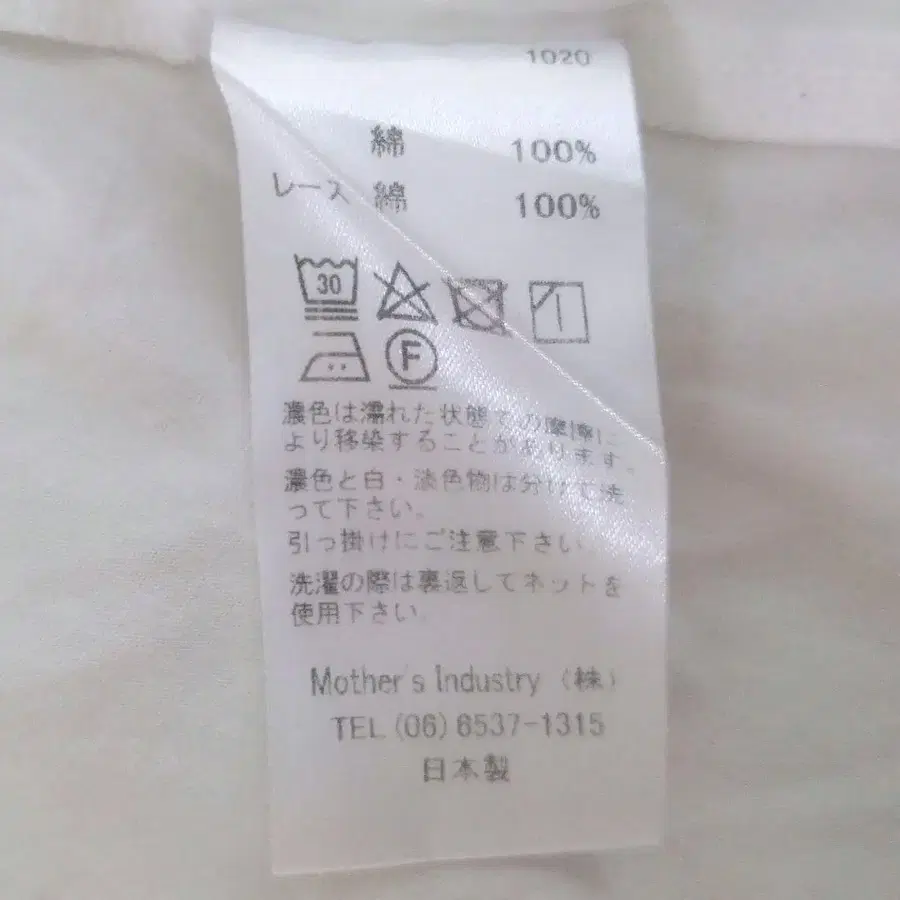 1020
綿 100%
レース 綿 100%
30
F
濃色は濡れた状態での摩擦に
より移染することがあります。
濃色と白・淡色物は分けて洗
って下さい。
引っ掛けにご注意下さい
洗濯の際は裏返してネットを
使用下さい。
Mother's Industry (株)
TEL (06) 6537-1315
日本製